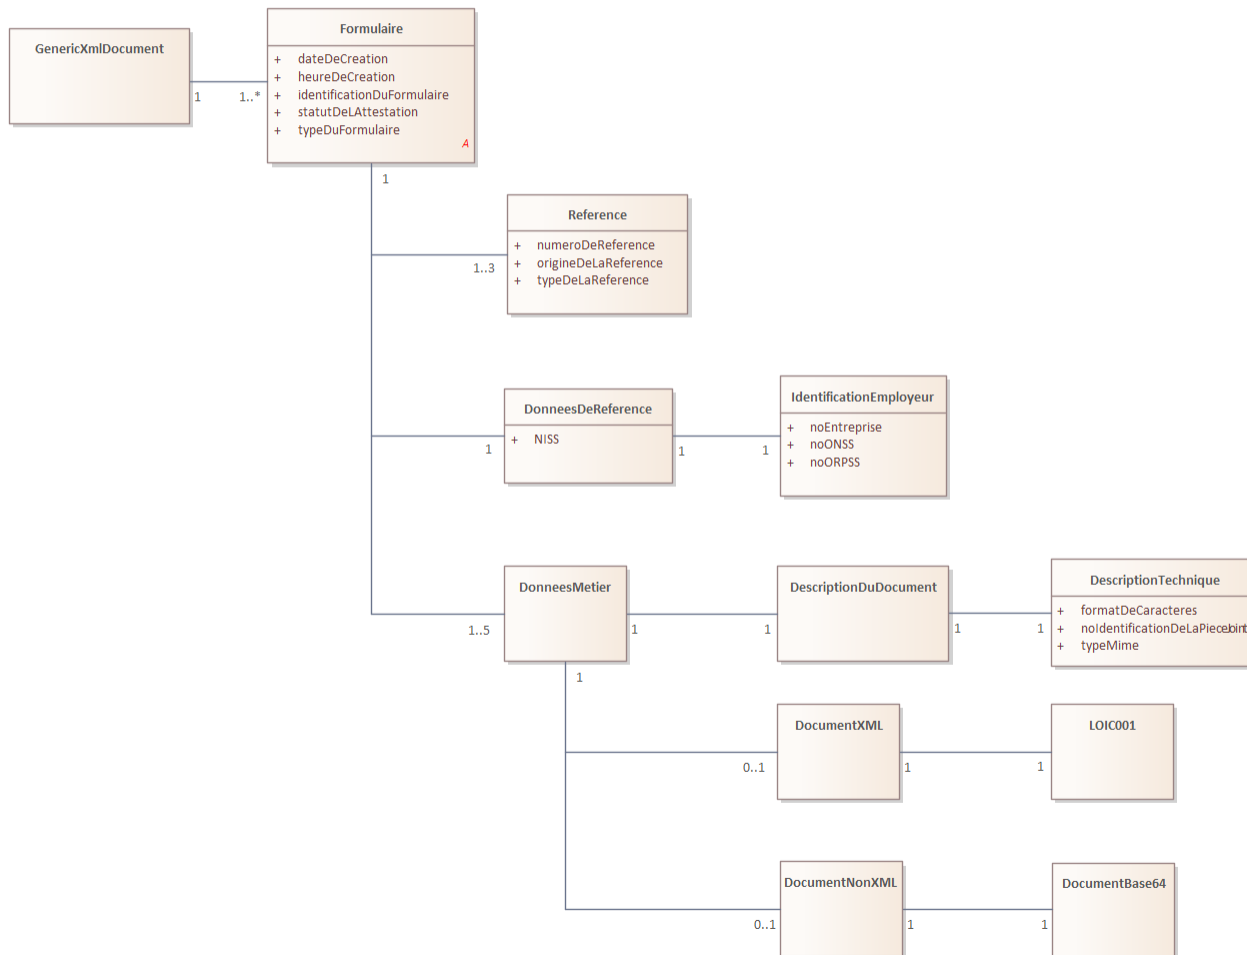 GenericXmlDocument
1
1..*
Formulaire
+ dateDeCreation
+ heureDeCreation
+ identificationDuFormulaire
+ statutDeLAttestation
+ typeDuFormulaire
A
1
Reference
+ numeroDeReference
+ origineDeLaReference
+ typeDeLaReference
1..3
DonneesDeReference
+ NISS
1
1
1
IdentificationEmployeur
+ noEntreprise
+ noONSS
+ noORPSS
DonneesMetier
1..5
1
1
DescriptionDuDocument
1
1
DescriptionTechnique
+ formatDeCaracteres
+ noIdentificationDeLaPieceJoint
+ typeMime
1
DocumentXML
0..1
1
1
LOIC001
DocumentNonXML
0..1
1
1
DocumentBase64